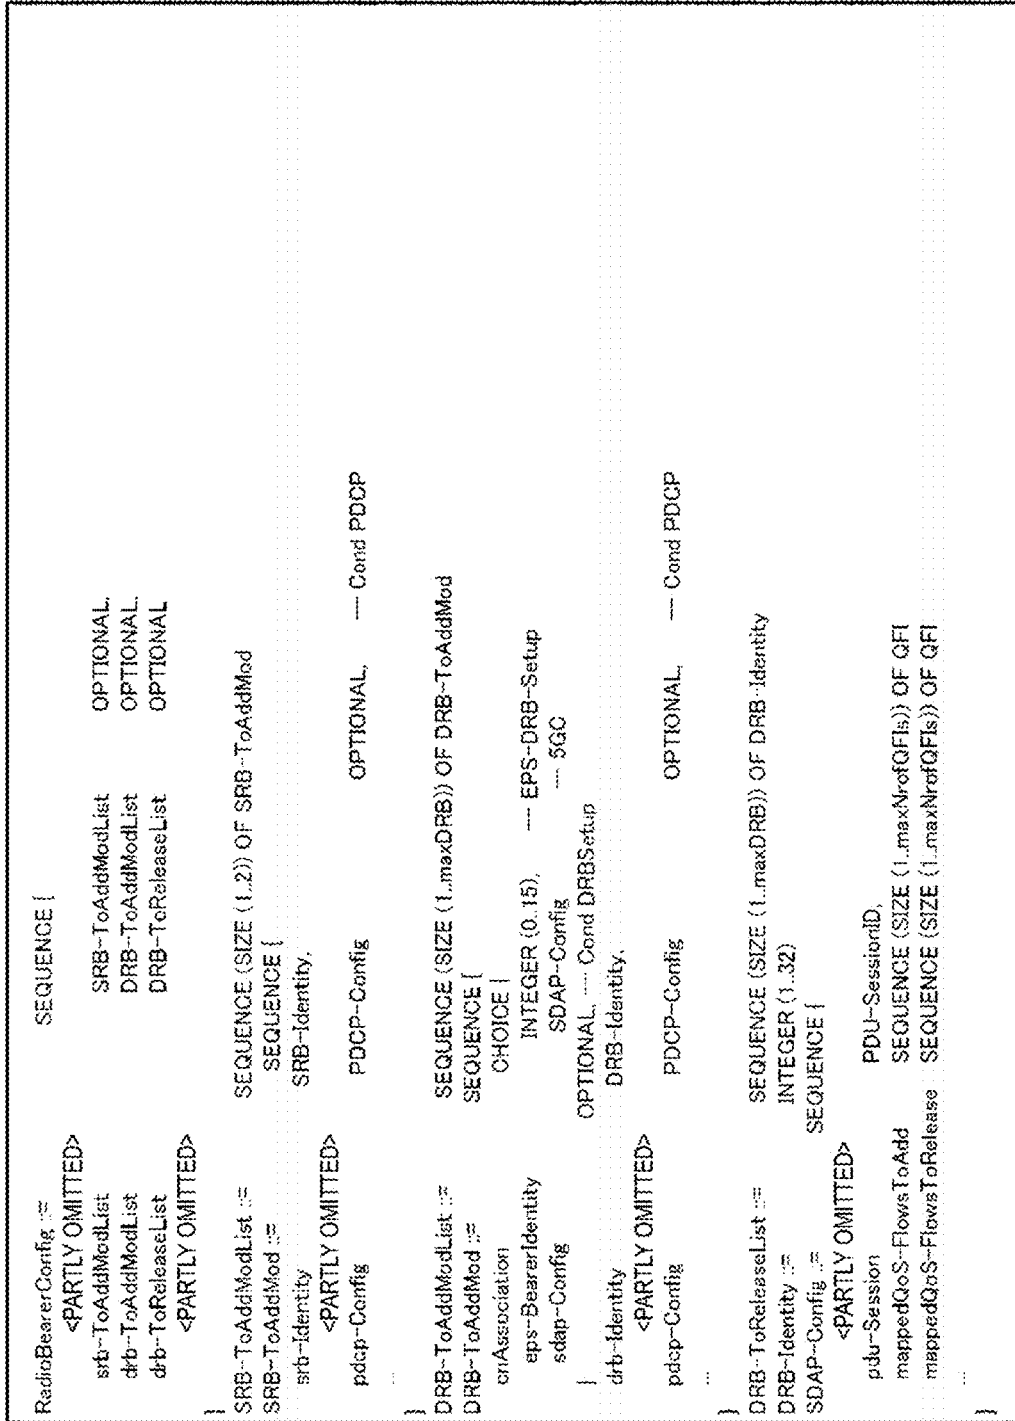 RadioBearerConfig ::= SEQUENCE {
<PARTLY OMITTED>
srb-ToAddModList SRB-ToAddModList OPTIONAL,
drb-ToAddModList DRB-ToAddModList OPTIONAL,
drb-ToReleaseList DRB-ToReleaseList OPTIONAL
<PARTLY OMITTED>
}
SRB-ToAddModList ::= SEQUENCE (SIZE (1..2)) OF SRB-ToAddMod
SRB-ToAddMod ::= SEQUENCE {
srb-Identity SRB-Identity,
<PARTLY OMITTED>
pdcp-Config PDCP-Config OPTIONAL, -- Cond PDCP
...
}
DRB-ToAddModList ::= SEQUENCE (SIZE (1..maxDRB)) OF DRB-ToAddMod
DRB-ToAddMod ::= SEQUENCE {
cnAssociation CHOICE {
eps-BearerIdentity INTEGER (0..15), -- EPS-DRB-Setup
sdap-Config SDAP-Config -- 5GC
} OPTIONAL, -- Cond DRBSetup
drb-Identity DRB-Identity,
<PARTLY OMITTED>
pdcp-Config PDCP-Config OPTIONAL, -- Cond PDCP
...
}
DRB-ToReleaseList ::= SEQUENCE (SIZE (1..maxDRB)) OF DRB-Identity
DRB-Identity ::= INTEGER (1..32)
SDAP-Config ::= SEQUENCE {
<PARTLY OMITTED>
pdu-Session PDU-SessionID,
mappedQoS-FlowsToAdd SEQUENCE (SIZE (1..maxNrofQFIs)) OF QFI
mappedQoS-FlowsToRelease SEQUENCE (SIZE (1..maxNrofQFIs)) OF QFI
...
}